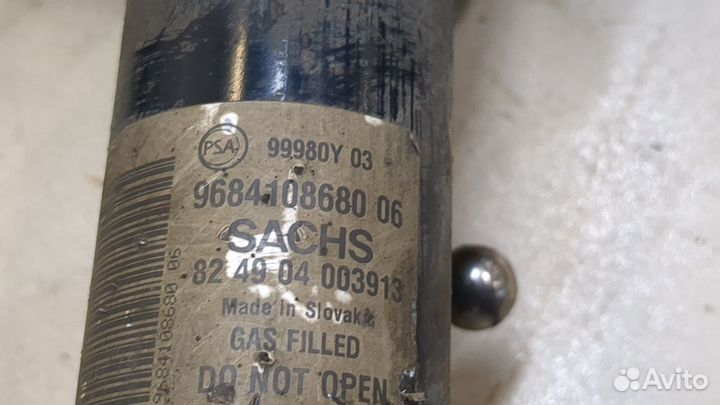 PSA 99980Y 03
9684108680 06
SACHS
82 49 04 003913
Made in Slovak
GAS FILLED
DO NOT OPEN
9684108680 06
Avito